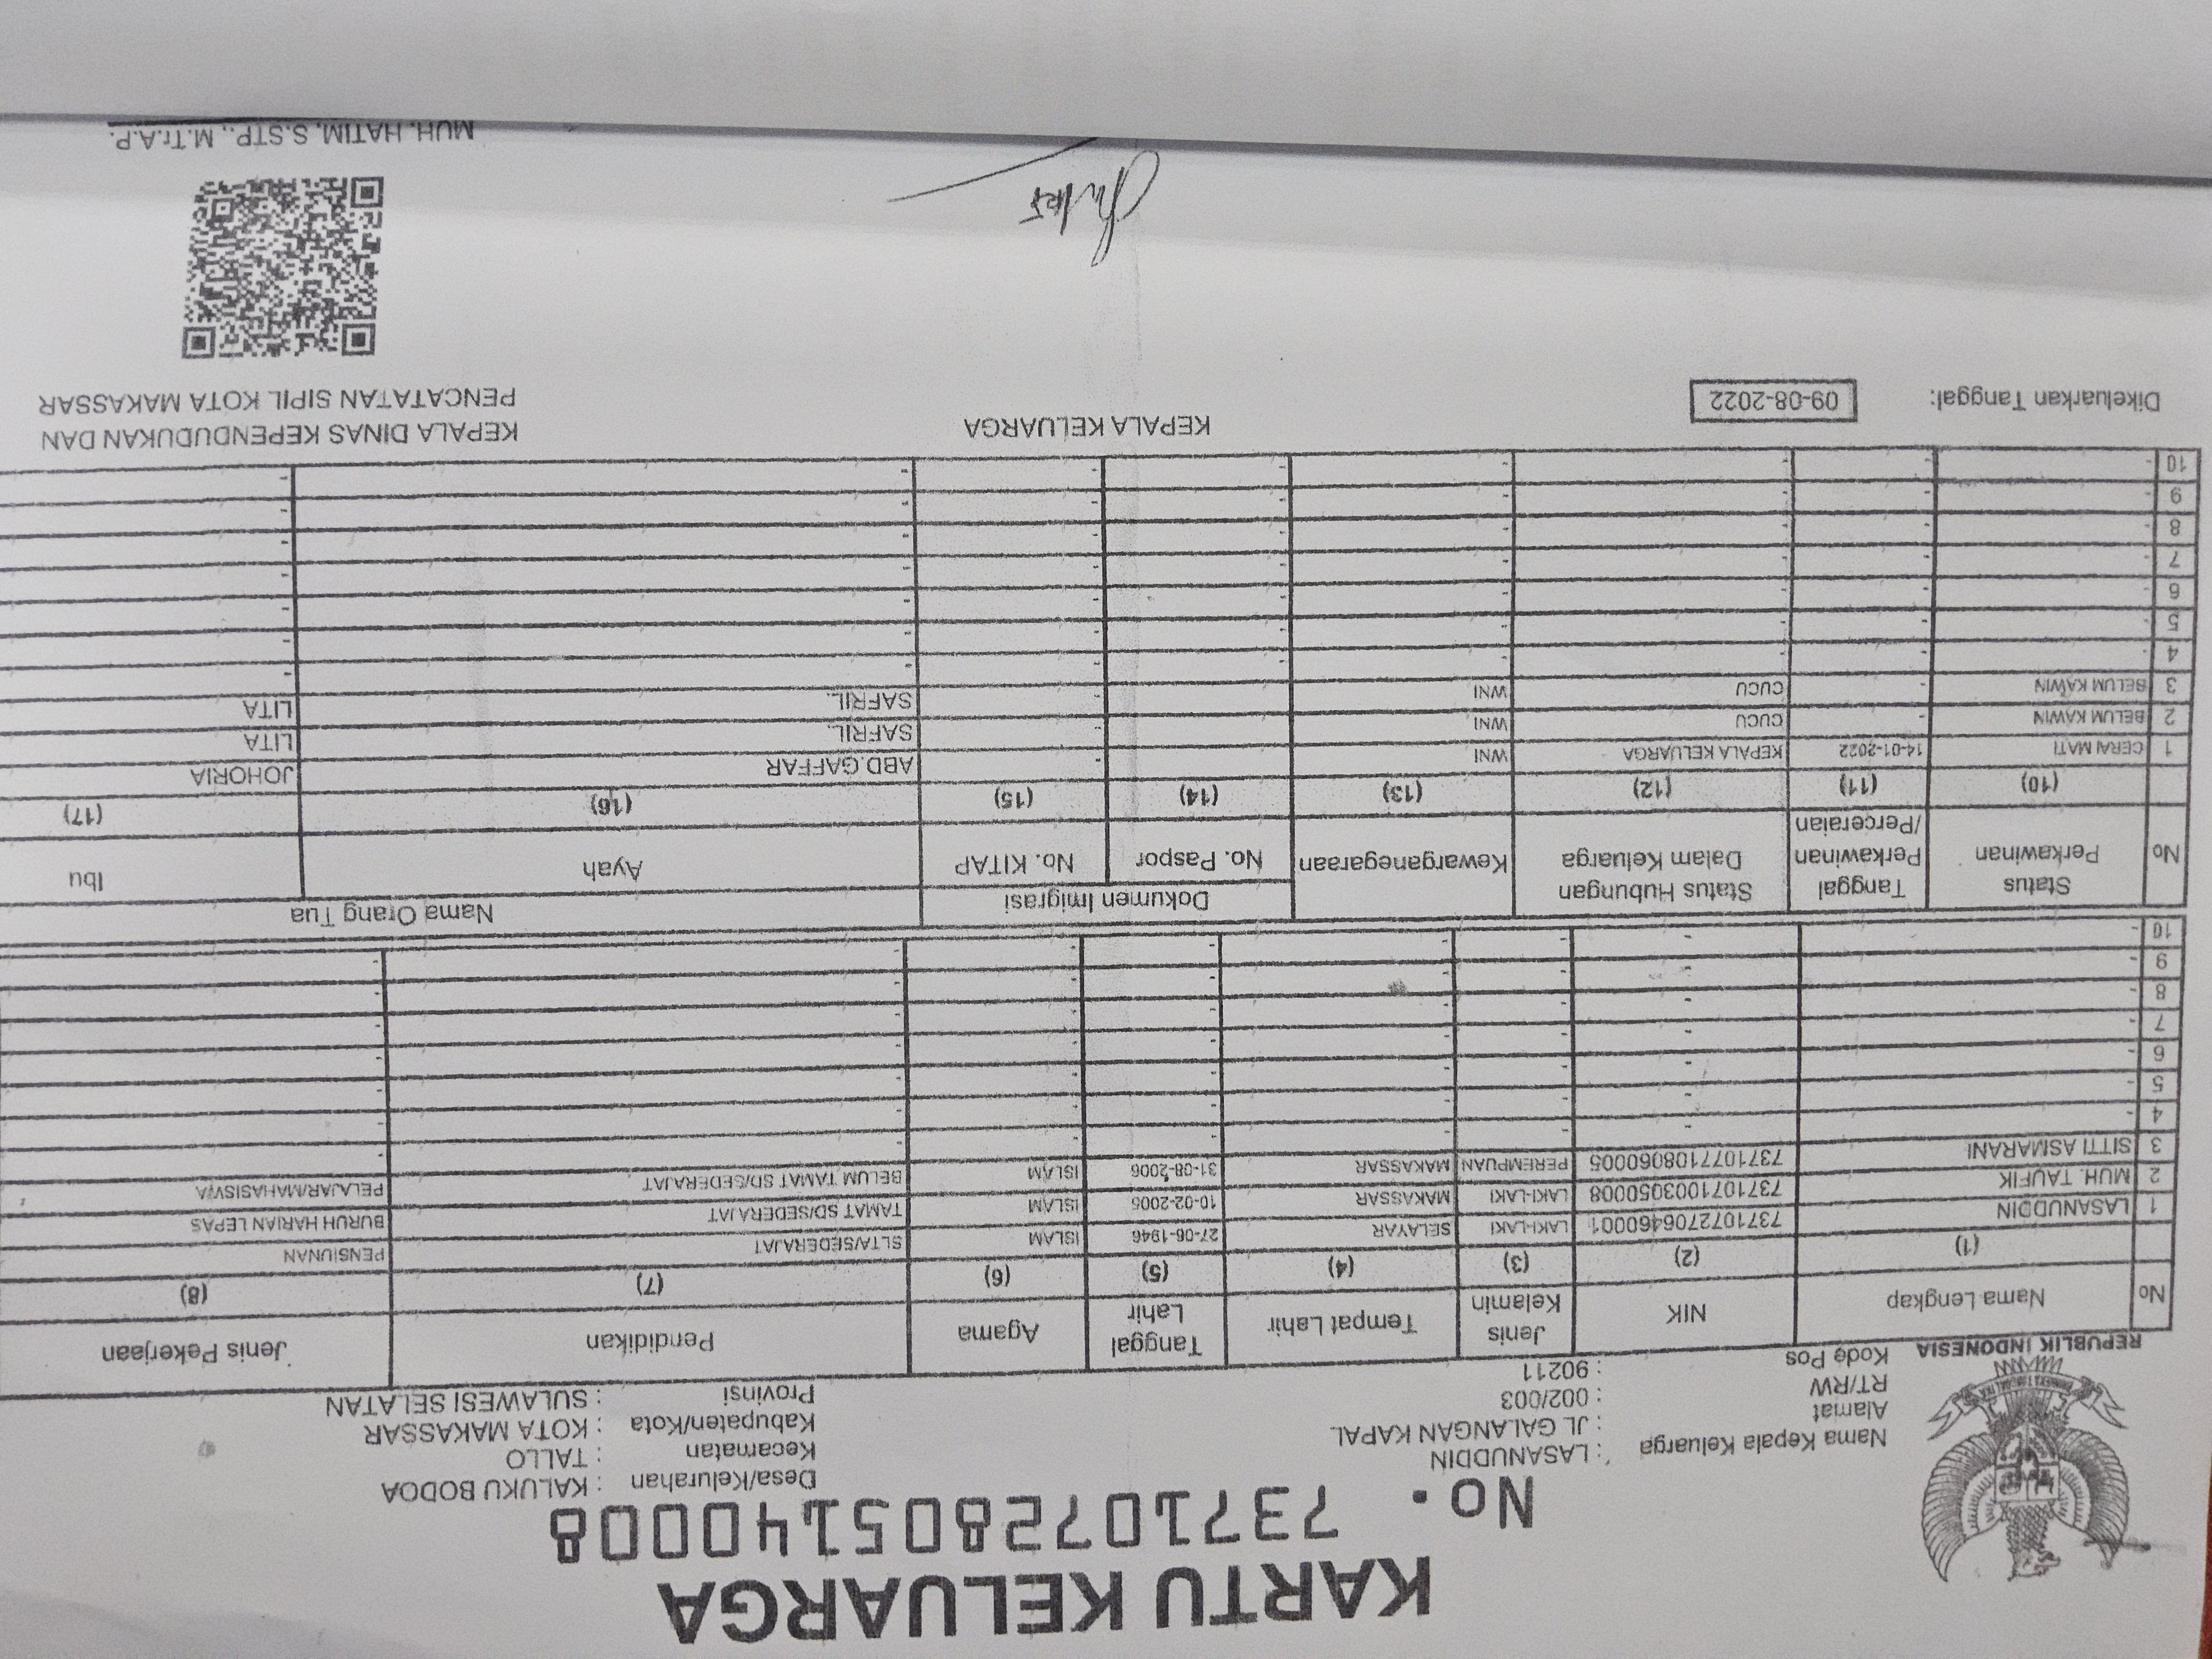 KARTU KELUARGA
No. 7371072805140008
Nama Kepala Keluarga : LASANUDDIN
Alamat : JL GALANGAN KAPAL
RT/RW : 002/003
Kode Pos : 90211
Desa/Kelurahan : KALUKU BODOA
Kecamatan : TALLO
Kabupaten/Kota : KOTA MAKASSAR
Provinsi : SULAWESI SELATAN
REPUBLIK INDONESIA
No Nama Lengkap NIK Jenis Kelamin Tempat Lahir Tanggal Lahir Agama Pendidikan Jenis Pekerjaan
(1) (2) (3) (4) (5) (6) (7) (8)
1 LASANUDDIN 7371072706460001 LAKI-LAKI SELAYAR 27-06-1946 ISLAM SLTA/SEDERAJAT PENSIUNAN
2 MUH. TAUFIK 7371071003050008 LAKI-LAKI MAKASSAR 10-02-2005 ISLAM TAMAT SD/SEDERAJAT BURUH HARIAN LEPAS
3 SITTI ASMARANI 7371077108060005 PEREMPUAN MAKASSAR 31-08-2006 ISLAM BELUM TAMAT SD/SEDERAJAT PELAJAR/MAHASISWA
4 - - - - - - - -
5 - - - - - - - -
6 - - - - - - - -
7 - - - - - - - -
8 - - - - - - - -
9 - - - - - - - -
10 - - - - - - - -
No Status Perkawinan Tanggal Perkawinan /Perceraian Status Hubungan Dalam Keluarga Kewarganegaraan Dokumen Imigrasi Nama Orang Tua
No. Paspor No. KITAP Ayah Ibu
(10) (11) (12) (13) (14) (15) (16) (17)
1 CERAI MATI 14-01-2022 KEPALA KELUARGA WNI - - ABD.GAFFAR JOHORIA
2 BELUM KAWIN - CUCU WNI - - SAFRIL. LITA
3 BELUM KAWIN - CUCU WNI - - SAFRIL. LITA
4 - - - - - - - -
5 - - - - - - - -
6 - - - - - - - -
7 - - - - - - - -
8 - - - - - - - -
9 - - - - - - - -
10 - - - - - - - -
Dikeluarkan Tanggal: 09-08-2022
KEPALA KELUARGA
KEPALA DINAS KEPENDUDUKAN DAN
PENCATATAN SIPIL KOTA MAKASSAR
MUH. HATIM, S.STP., M.Tr.A.P.